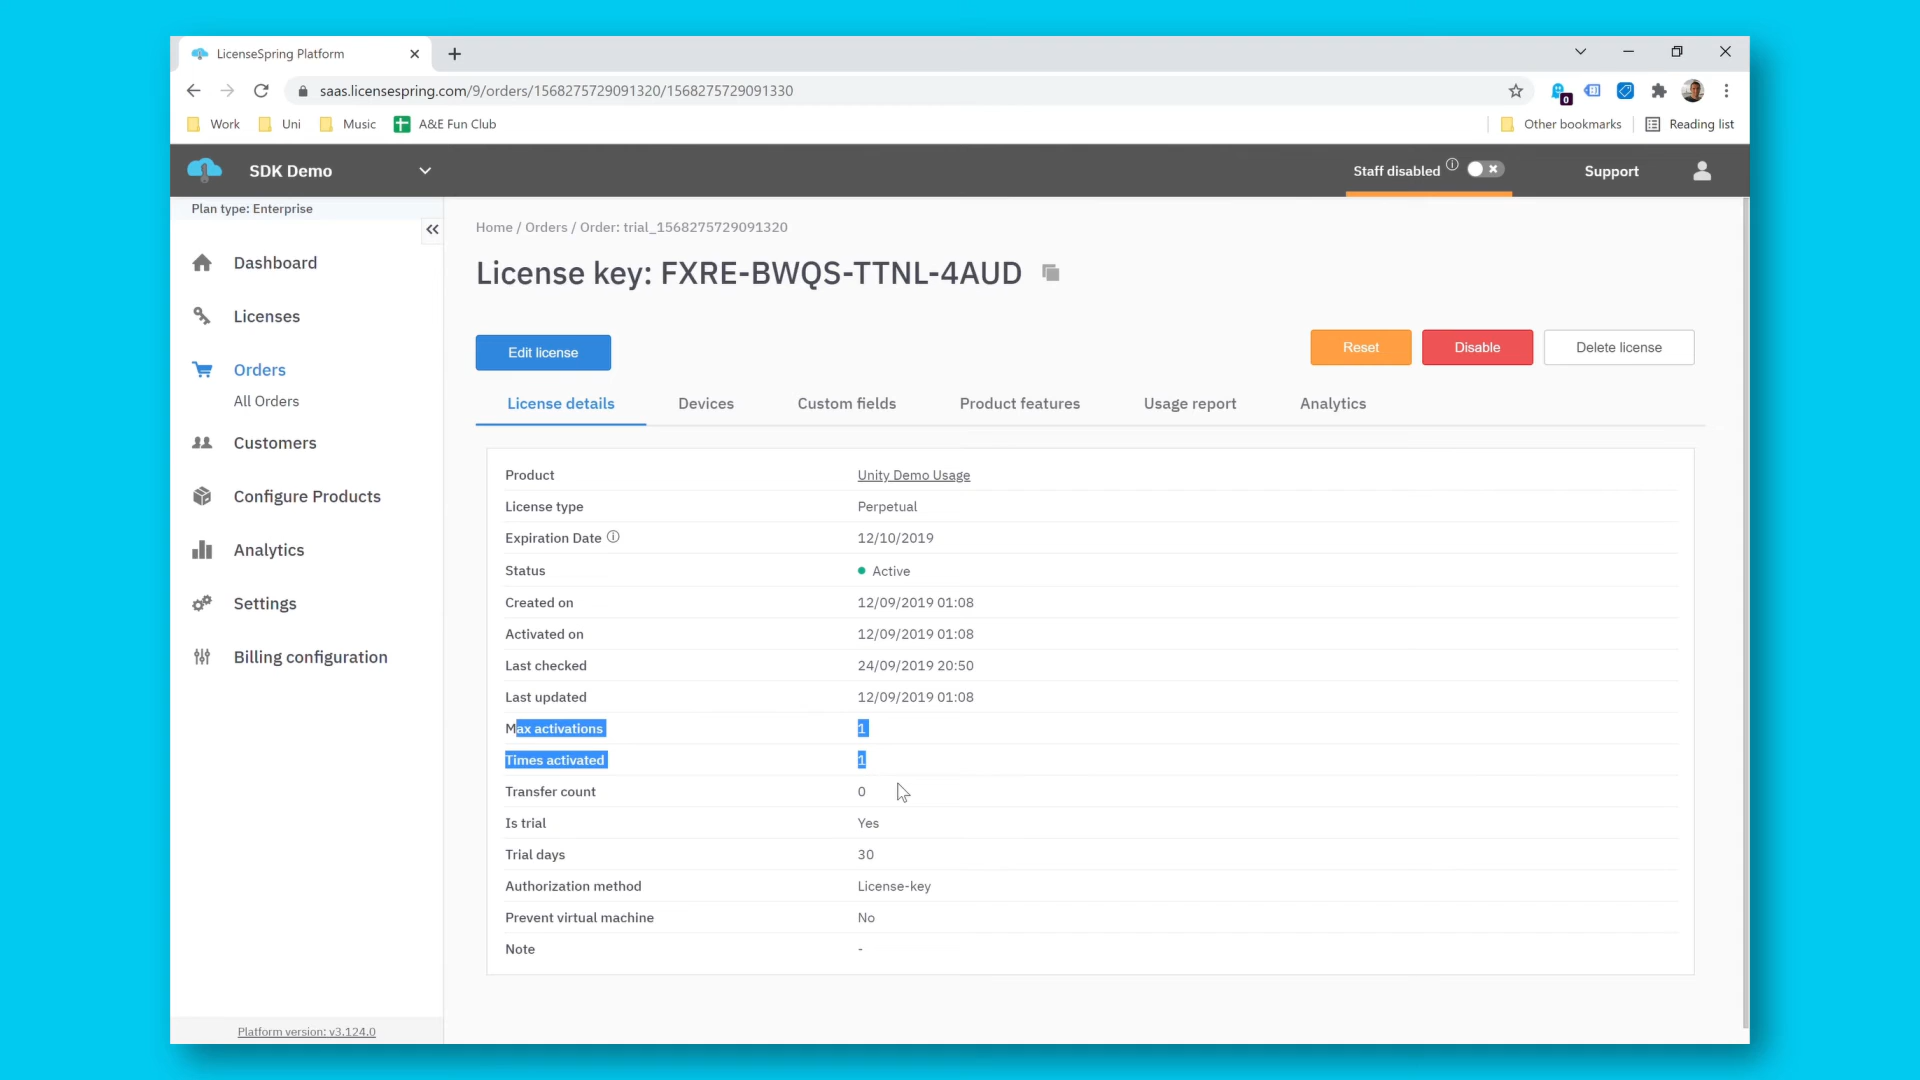 LicenseSpring Platform
saas.licensespring.com/9/orders/1568275729091320/1568275729091330
0
Work Uni Music A&E Fun Club Other bookmarks Reading list
SDK Demo Staff disabled Support
Plan type: Enterprise
Dashboard
Licenses
Orders
All Orders
Customers
Configure Products
Analytics
Settings
Billing configuration
Platform version: v3.124.0
Home / Orders / Order: trial_1568275729091320
License key: FXRE-BWQS-TTNL-4AUD
Edit license Reset Disable Delete license
License details Devices Custom fields Product features Usage report Analytics
Product Unity Demo Usage
License type Perpetual
Expiration Date 12/10/2019
Status Active
Created on 12/09/2019 01:08
Activated on 12/09/2019 01:08
Last checked 24/09/2019 20:50
Last updated 12/09/2019 01:08
Max activations 1
Times activated 1
Transfer count 0
Is trial Yes
Trial days 30
Authorization method License-key
Prevent virtual machine No
Note -